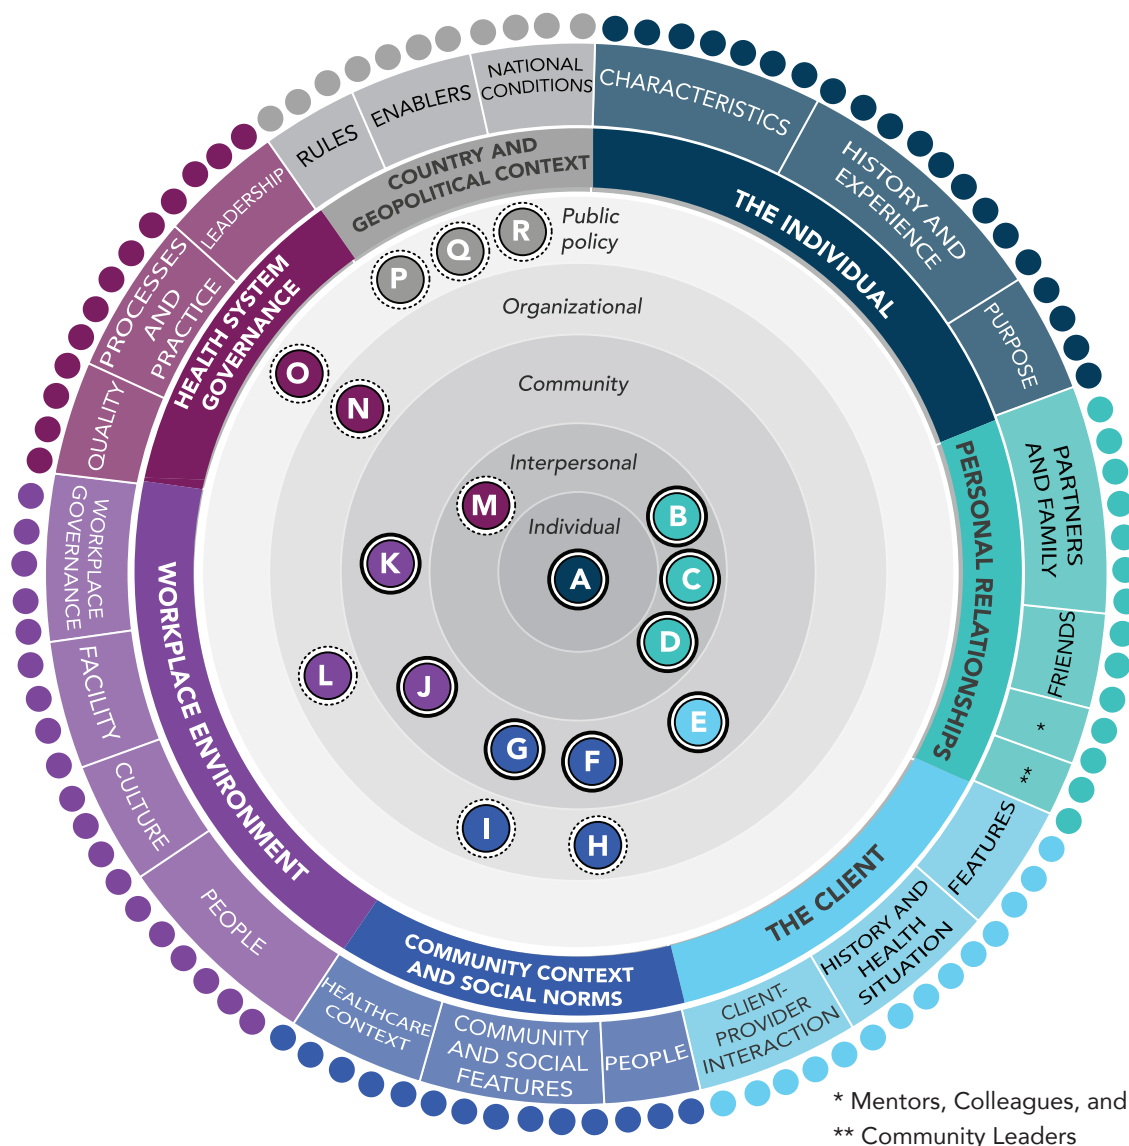 NATIONAL
CONDITIONS
ENABLERS
RULES
COUNTRY AND
GEOPOLITICAL CONTEXT
CHARACTERISTICS
HISTORY AND
EXPERIENCE
PURPOSE
THE INDIVIDUAL
PARTNERS
AND FAMILY
FRIENDS
*
**
PERSONAL RELATIONSHIPS
FEATURES
HISTORY AND
HEALTH
SITUATION
CLIENT-
PROVIDER
INTERACTION
THE CLIENT
PEOPLE
COMMUNITY
AND SOCIAL
FEATURES
HEALTHCARE
CONTEXT
COMMUNITY CONTEXT
AND SOCIAL NORMS
PEOPLE
CULTURE
FACILITY
WORKPLACE
GOVERNANCE
WORKPLACE ENVIRONMENT
QUALITY
PROCESSES
AND
PRACTICE
LEADERSHIP
HEALTH SYSTEM
GOVERNANCE
Public
policy
Organizational
Community
Interpersonal
Individual
R
Q
P
O
N
M
B
K
A
C
D
L
J
E
G
F
I
H
* Mentors, Colleagues, and
** Community Leaders